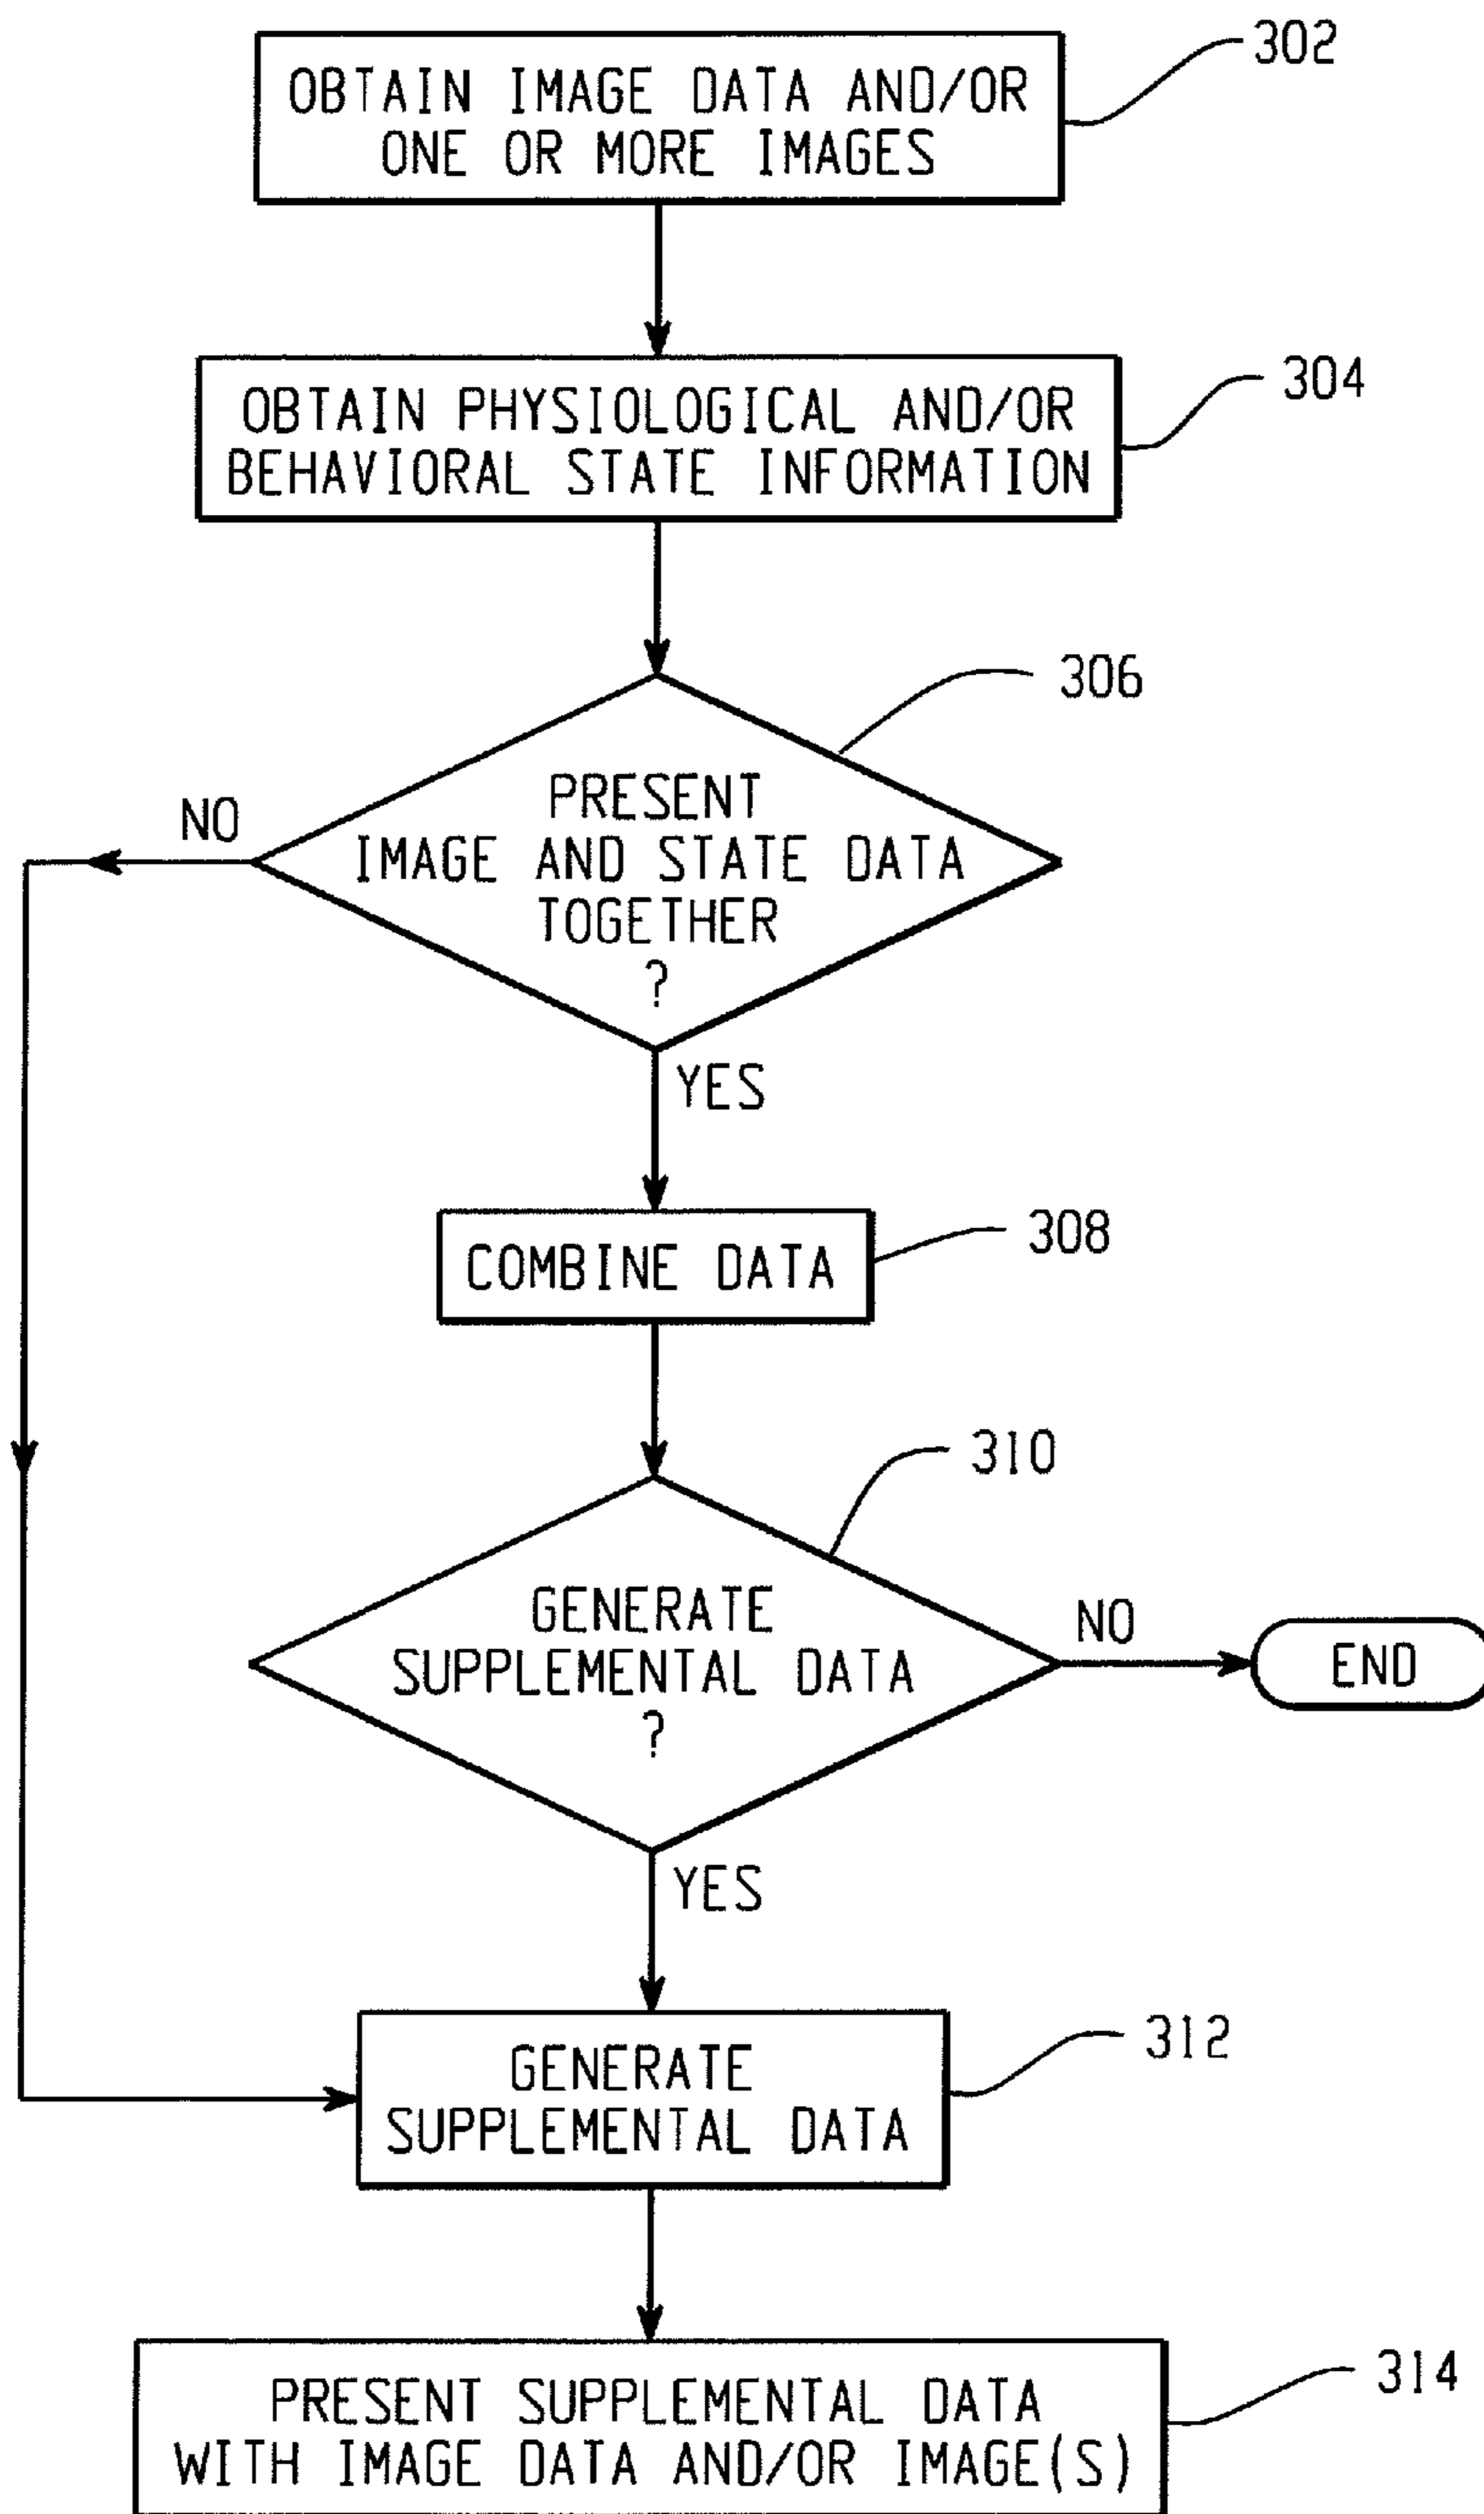 302
OBTAIN IMAGE DATA AND/OR
ONE OR MORE IMAGES
304
OBTAIN PHYSIOLOGICAL AND/OR
BEHAVIORAL STATE INFORMATION
306
PRESENT
IMAGE AND STATE DATA
TOGETHER
?
NO
YES
308
COMBINE DATA
310
GENERATE
SUPPLEMENTAL DATA
?
NO
END
YES
312
GENERATE
SUPPLEMENTAL DATA
314
PRESENT SUPPLEMENTAL DATA
WITH IMAGE DATA AND/OR IMAGE(S)